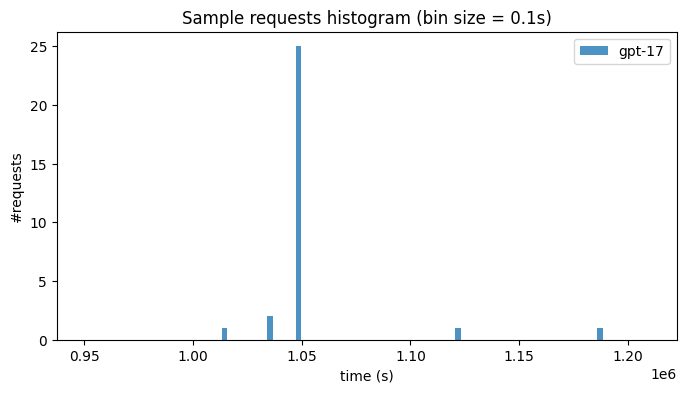 Sample requests histogram (bin size = 0.1s)
gpt-17
25
20
15
10
5
0
#requests
0.95 1.00 1.05 1.10 1.15 1.20
1e6
time (s)